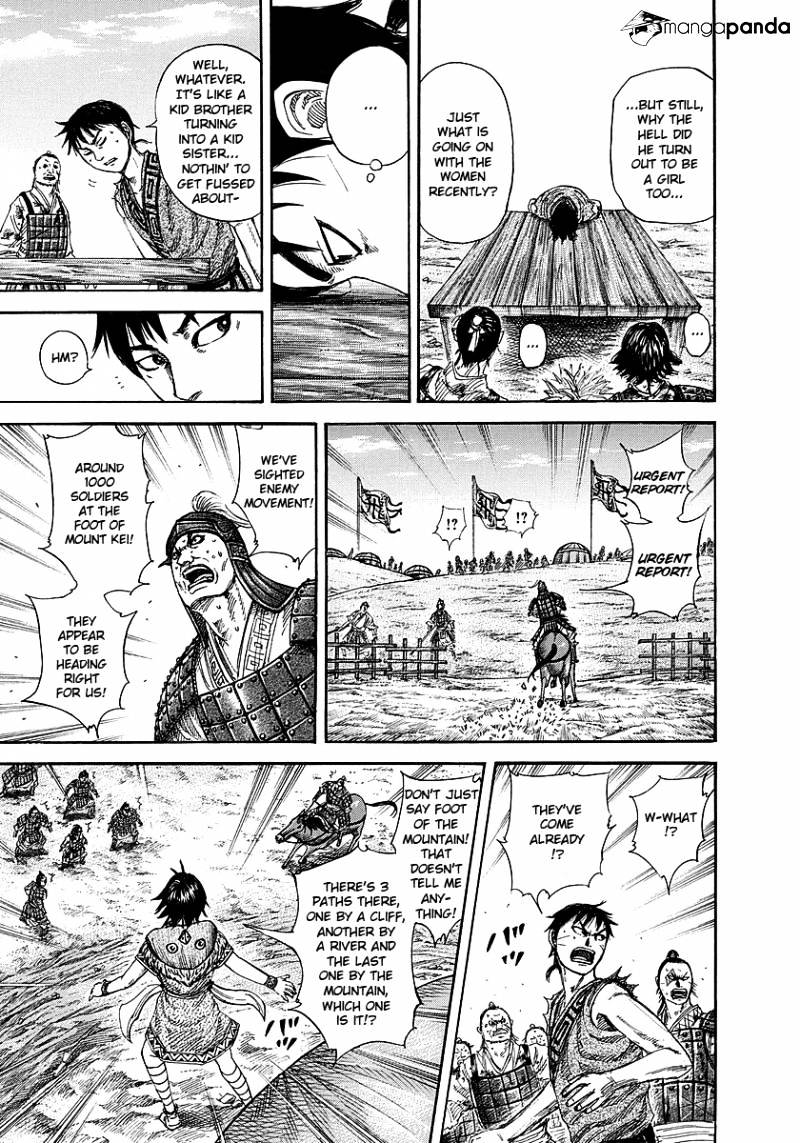 mangapanda
...BUT STILL,
WHY THE
HELL DID
HE TURN
OUT TO BE
A GIRL
TOO...
JUST
WHAT IS
GOING ON
WITH THE
WOMEN
RECENTLY?
...
...
...
WELL,
WHATEVER.
IT'S LIKE A
KID BROTHER
TURNING
INTO A KID
SISTER...
NOTHIN' TO
GET FUSSED
ABOUT-
HM?
URGENT
REPORT!
URGENT
REPORT!
!?
!?
飛
飛
飛
WE'VE
SIGHTED
ENEMY
MOVEMENT!
AROUND
1000
SOLDIERS
AT THE
FOOT OF
MOUNT KEI!
THEY
APPEAR
TO BE
HEADING
RIGHT
FOR US!
W-WHAT
!?
THEY'VE
COME
ALREADY
!?
DON'T JUST
SAY FOOT
OF THE
MOUNTAIN!
THAT
DOESN'T
TELL ME
ANY-
THING!
THERE'S 3
PATHS THERE,
ONE BY A CLIFF,
ANOTHER BY
A RIVER AND
THE LAST
ONE BY THE
MOUNTAIN,
WHICH ONE
IS IT!?